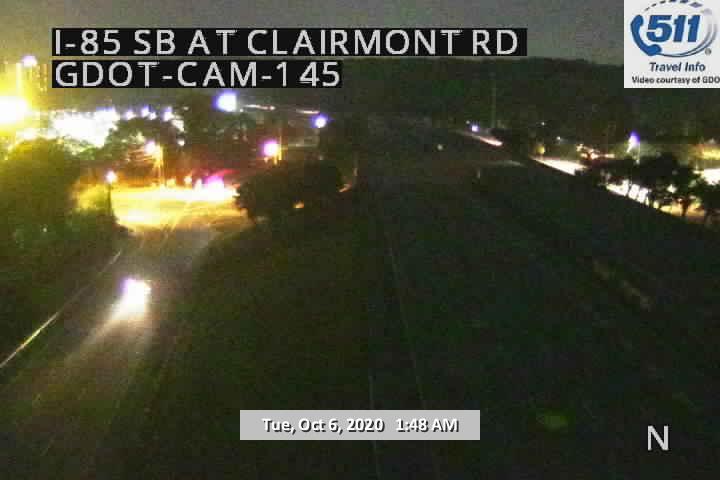 I-85 SB AT CLAIRMONT RD
GDOT-CAM-145
511
Travel Info
Video courtesy of GDO
Tue, Oct 6, 2020 1:48 AM
N